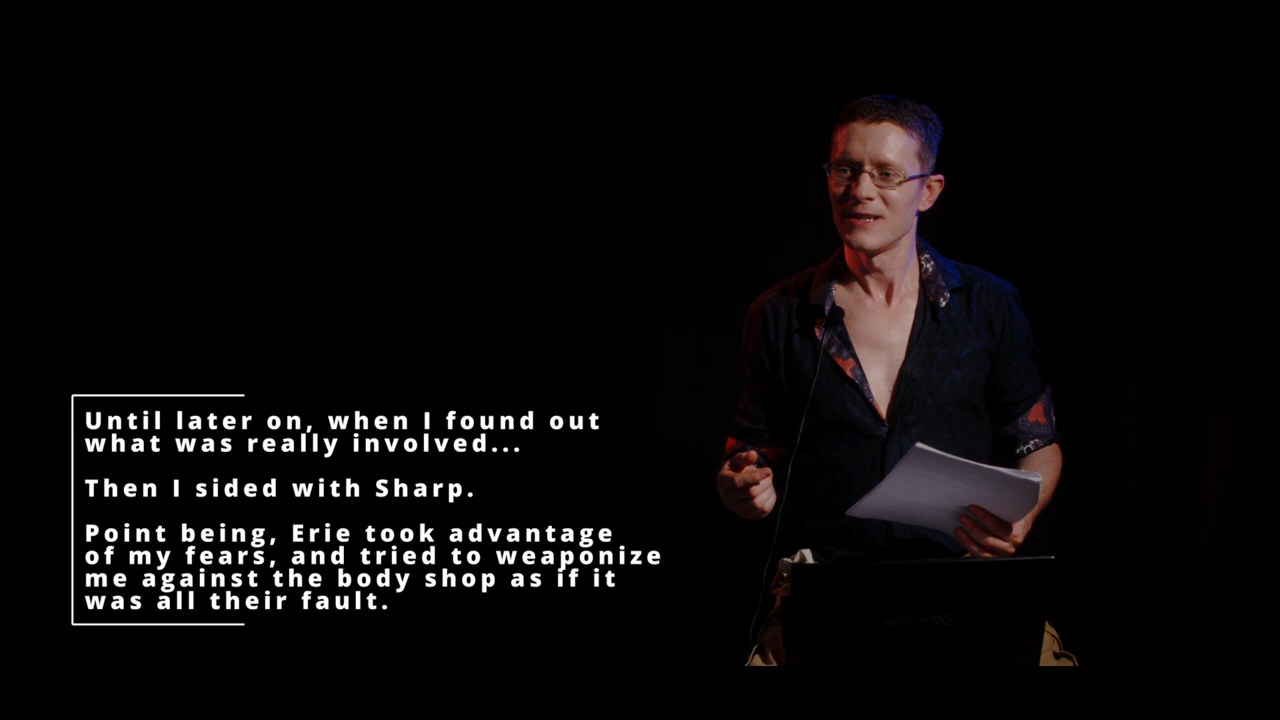 Until later on, when I found out
what was really involved...
Then I sided with Sharp.
Point being, Erie took advantage
of my fears, and tried to weaponize
me against the body shop as if it
was all their fault.